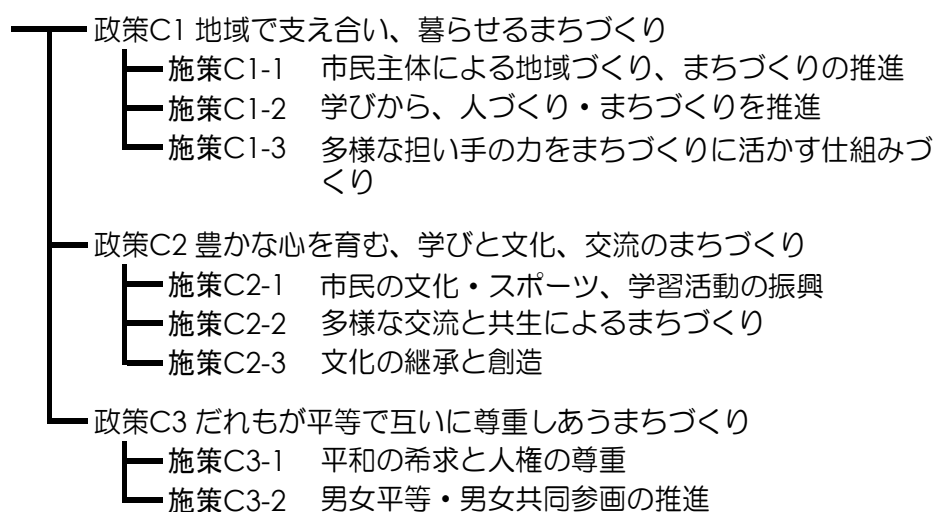 政策C1 地域で支え合い、暮らせるまちづくり
施策C1-1 市民主体による地域づくり、まちづくりの推進
施策C1-2 学びから、人づくり・まちづくりを推進
施策C1-3 多様な担い手の力をまちづくりに活かす仕組みづ
くり
政策C2 豊かな心を育む、学びと文化、交流のまちづくり
施策C2-1 市民の文化・スポーツ、学習活動の振興
施策C2-2 多様な交流と共生によるまちづくり
施策C2-3 文化の継承と創造
政策C3 だれもが平等で互いに尊重しあうまちづくり
施策C3-1 平和の希求と人権の尊重
施策C3-2 男女平等・男女共同参画の推進